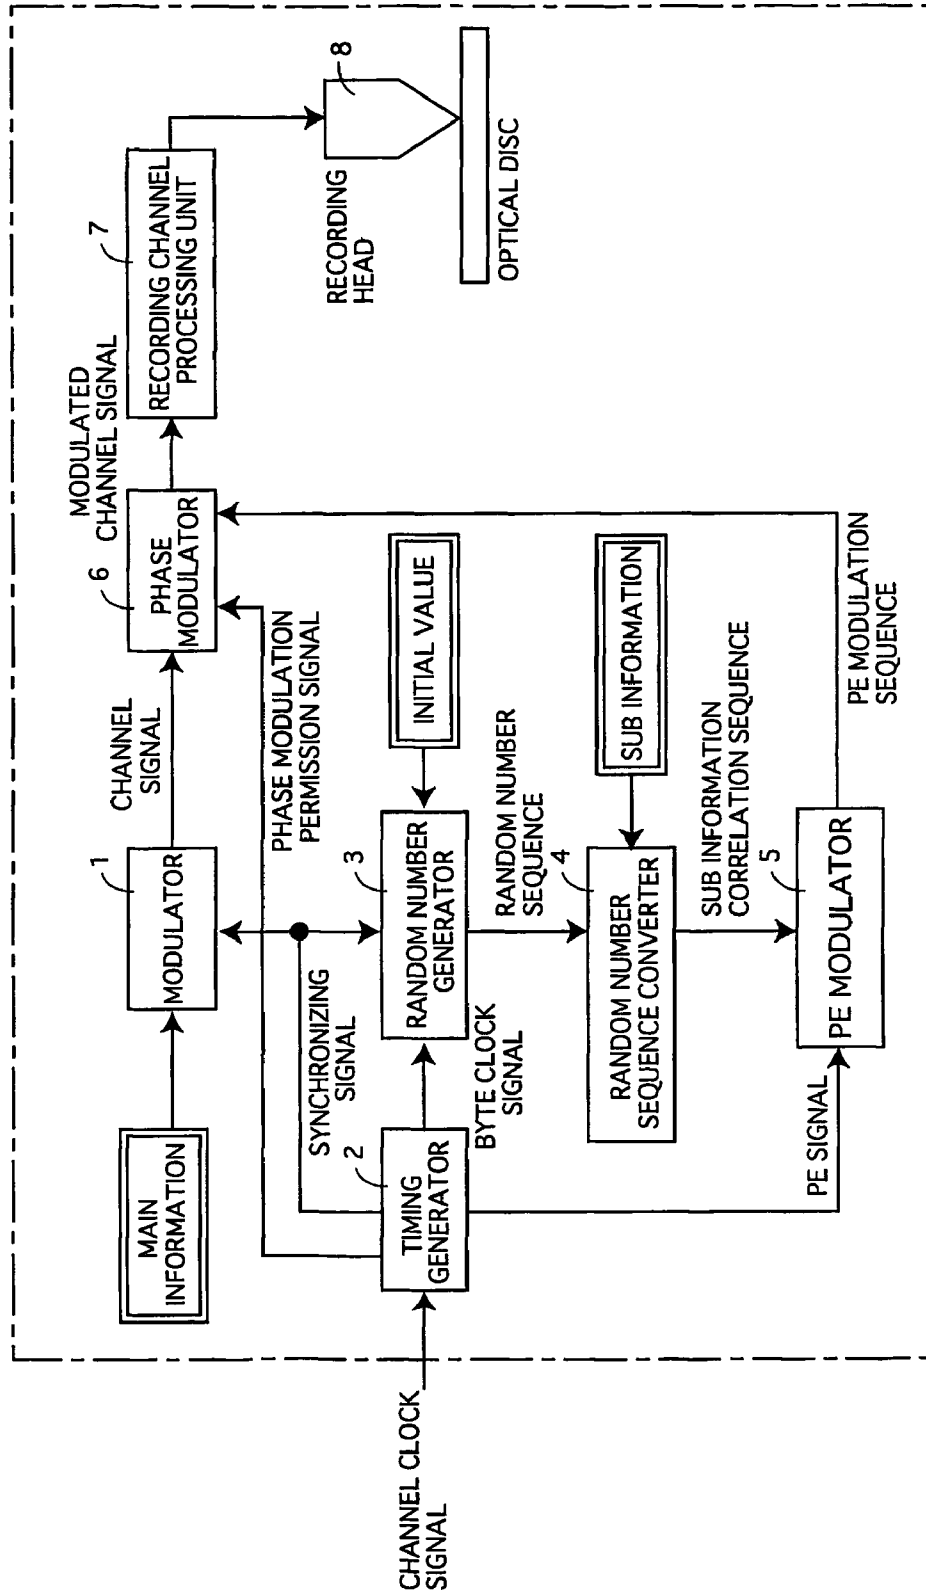 MAIN
INFORMATION
1
MODULATOR
CHANNEL
SIGNAL
6
PHASE
MODULATOR
MODULATED
CHANNEL SIGNAL
7
RECORDING CHANNEL
PROCESSING UNIT
RECORDING
HEAD
8
OPTICAL DISC
PHASE MODULATION
PERMISSION SIGNAL
SYNCHRONIZING
SIGNAL
CHANNEL CLOCK
SIGNAL
2
TIMING
GENERATOR
BYTE CLOCK
SIGNAL
3
RANDOM NUMBER
GENERATOR
INITIAL VALUE
RANDOM NUMBER
SEQUENCE
4
RANDOM NUMBER
SEQUENCE CONVERTER
SUB INFORMATION
SUB INFORMATION
CORRELATION SEQUENCE
PE SIGNAL
5
PE MODULATOR
PE MODULATION
SEQUENCE